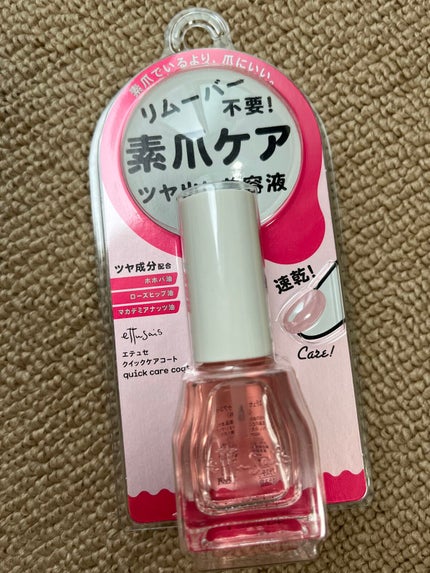 素爪でいるより、爪にいい。
リムーバー
不要!
素爪ケア
ツヤ出し美容液
ツヤ成分配合
ホホバ油
ローズヒップ油
マカデミアナッツ油
速乾!
Care!
ettusais
エテュセ
クイックケアコート
quick care coat